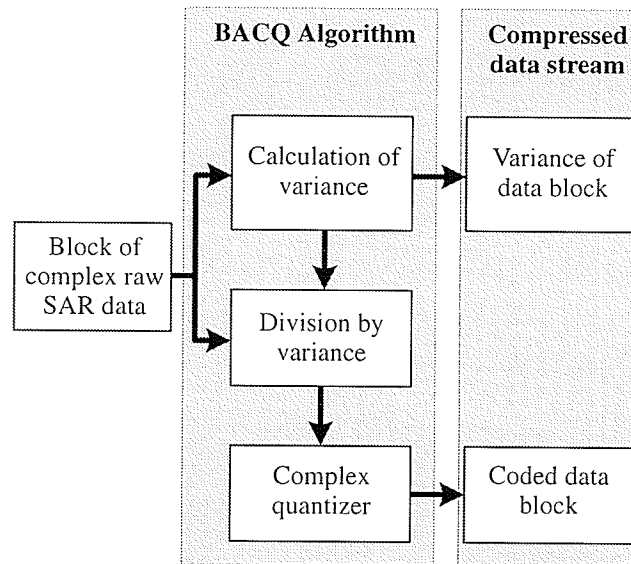 BACQ Algorithm
Compressed
data stream
Calculation of
variance
Variance of
data block
Block of
complex raw
SAR data
Division by
variance
Complex
quantizer
Coded data
block